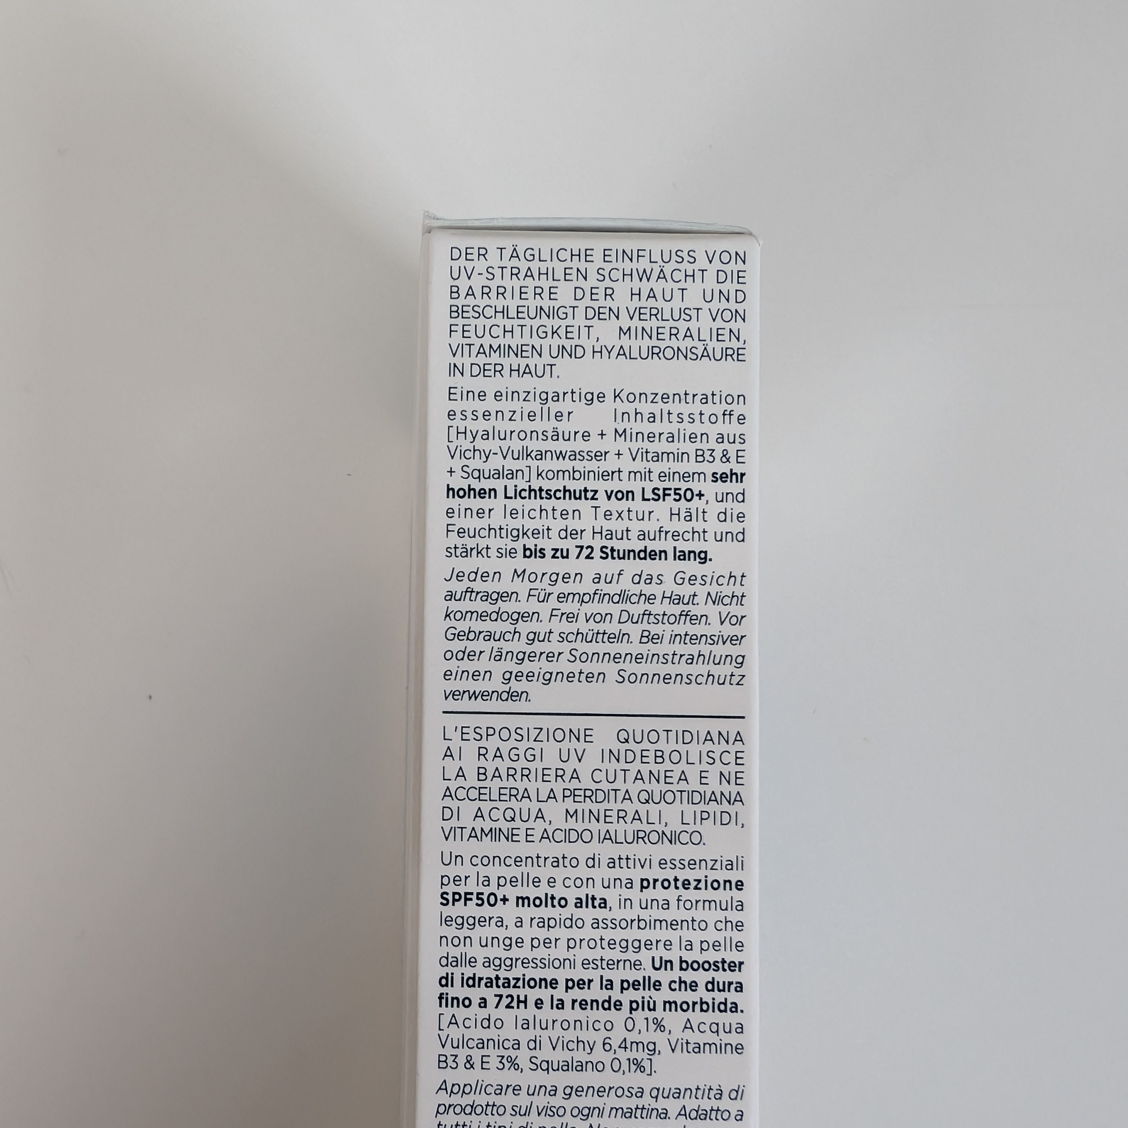 DER TÄGLICHE EINFLUSS VON
UV-STRAHLEN SCHWÄCHT DIE
BARRIERE DER HAUT UND
BESCHLEUNIGT DEN VERLUST VON
FEUCHTIGKEIT, MINERALIEN,
VITAMINEN UND HYALURONSÄURE
IN DER HAUT.
Eine einzigartige Konzentration
essenzieller Inhaltsstoffe
[Hyaluronsäure + Mineralien aus
Vichy-Vulkanwasser + Vitamin B3 & E
+ Squalan] kombiniert mit einem sehr
hohen Lichtschutz von LSF50+, und
einer leichten Textur. Hält die
Feuchtigkeit der Haut aufrecht und
stärkt sie bis zu 72 Stunden lang.
Jeden Morgen auf das Gesicht
auftragen. Für empfindliche Haut. Nicht
komedogen. Frei von Duftstoffen. Vor
Gebrauch gut schütteln. Bei intensiver
oder längerer Sonneneinstrahlung
einen geeigneten Sonnenschutz
verwenden.
L'ESPOSIZIONE QUOTIDIANA
AI RAGGI UV INDEBOLISCE
LA BARRIERA CUTANEA E NE
ACCELERA LA PERDITA QUOTIDIANA
DI ACQUA, MINERALI, LIPIDI,
VITAMINE E ACIDO IALURONICO.
Un concentrato di attivi essenziali
per la pelle e con una protezione
SPF50+ molto alta, in una formula
leggera, a rapido assorbimento che
non unge per proteggere la pelle
dalle aggressioni esterne. Un booster
di idratazione per la pelle che dura
fino a 72H e la rende più morbida.
[Acido Ialuronico 0,1%, Acqua
Vulcanica di Vichy 6,4mg, Vitamine
B3 & E 3%, Squalano 0,1%].
Applicare una generosa quantità di
prodotto sul viso ogni mattina. Adatto a
tutti i tipi di pelle.